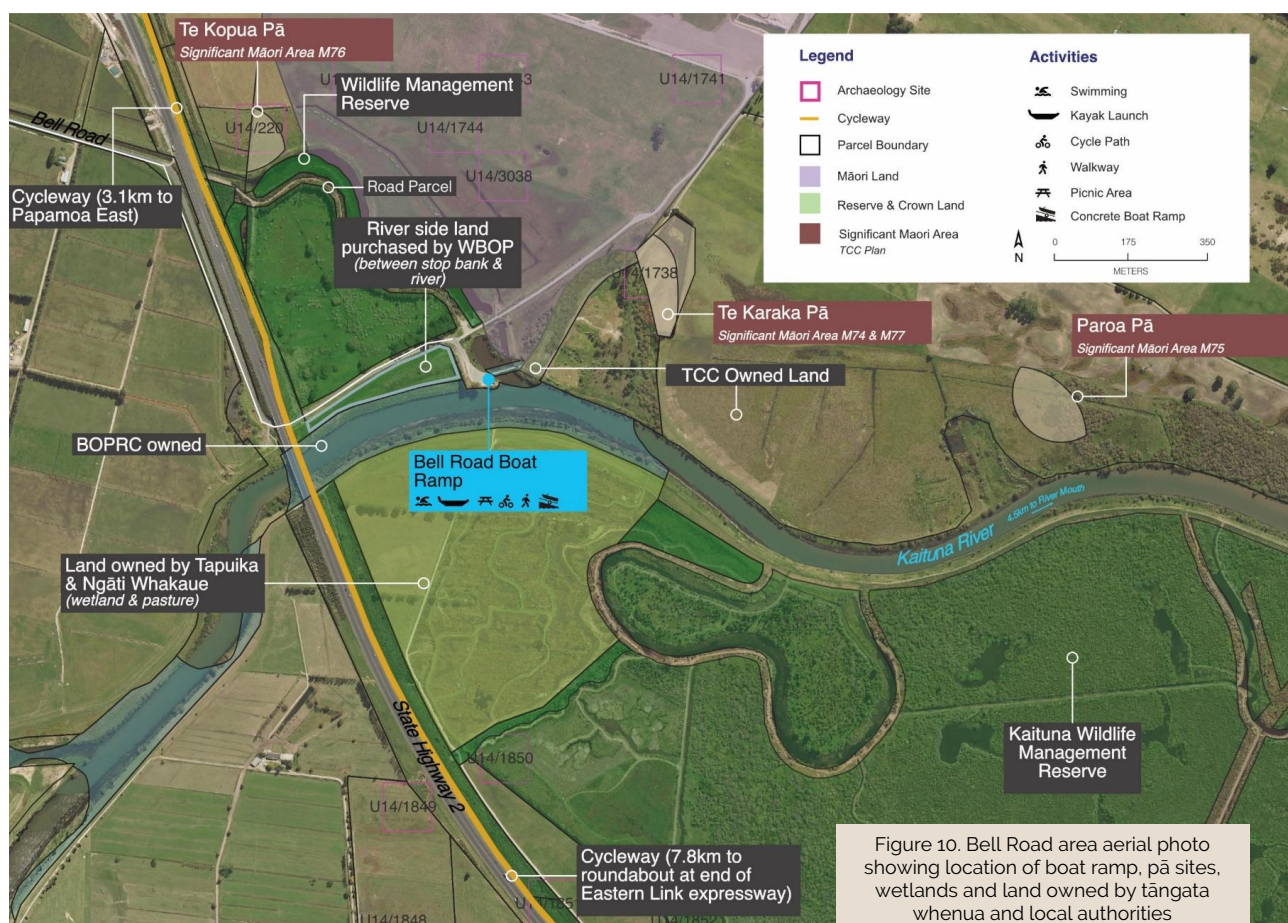 Te Kopua Pā
Significant Māori Area M76
Wildlife Management
Reserve
U14/1741
U14/220
U14/1744
U14/3038
Bell Road
Road Parcel
Cycleway (3.1km to
Papamoa East)
River side land
purchased by WBOP
(between stop bank &
river)
U14/1738
Te Karaka Pā
Significant Māori Area M74 & M77
Paroa Pā
Significant Māori Area M75
TCC Owned Land
BOPRC owned
Bell Road Boat
Ramp
Kaituna River
4.5km to River Mouth
Land owned by Tapuika
& Ngāti Whakaue
(wetland & pasture)
State Highway 2
Kaituna Wildlife
Management
Reserve
U14/1850
U14/1849
Cycleway (7.8km to
roundabout at end of
Eastern Link expressway)
U14/1848
Legend
Archaeology Site
Cycleway
Parcel Boundary
Māori Land
Reserve & Crown Land
Significant Maori Area
TCC Plan
Activities
Swimming
Kayak Launch
Cycle Path
Walkway
Picnic Area
Concrete Boat Ramp
N
0 175 350
METERS
Figure 10. Bell Road area aerial photo
showing location of boat ramp, pā sites,
wetlands and land owned by tāngata
whenua and local authorities